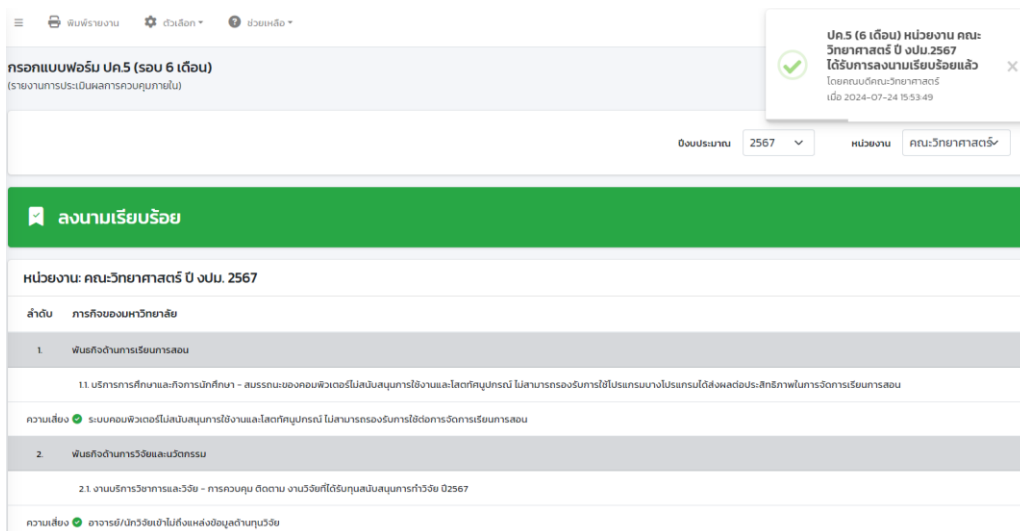 พิมพ์รายงาน ตัวเลือก ช่วยเหลือ
ปค.5 (6 เดือน) หน่วยงาน คณะ
วิทยาศาสตร์ ปี งปม.2567
ได้รับการลงนามเรียบร้อยแล้ว
โดยคณบดีคณะวิทยาศาสตร์
เมื่อ 2024-07-24 15:53:49
กรอกแบบฟอร์ม ปค.5 (รอบ 6 เดือน)
(รายงานการประเมินผลการควบคุมภายใน)
ปีงบประมาณ 2567 หน่วยงาน คณะวิทยาศาสตร์
ลงนามเรียบร้อย
หน่วยงาน: คณะวิทยาศาสตร์ ปี งปม. 2567
ลำดับ ภารกิจของมหาวิทยาลัย
1. พันธกิจด้านการเรียนการสอน
1.1. บริการการศึกษาและกิจการนักศึกษา - สมรรถนะของคอมพิวเตอร์ไม่สนับสนุนการใช้งานและโสตทัศนูปกรณ์ ไม่สามารถรองรับการใช้โปรแกรมบางโปรแกรมได้ส่งผลต่อประสิทธิภาพในการจัดการเรียนการสอน
ความเสี่ยง ระบบคอมพิวเตอร์ไม่สนับสนุนการใช้งานและโสตทัศนูปกรณ์ ไม่สามารถรองรับการใช้ต่อการจัดการเรียนการสอน
2. พันธกิจด้านการวิจัยและนวัตกรรม
2.1. งานบริการวิชาการและวิจัย - การควบคุม ติดตาม งานวิจัยที่ได้รับทุนสนับสนุนการทำวิจัย ปี2567
ความเสี่ยง อาจารย์/นักวิจัยเข้าไม่ถึงแหล่งข้อมูลด้านทุนวิจัย